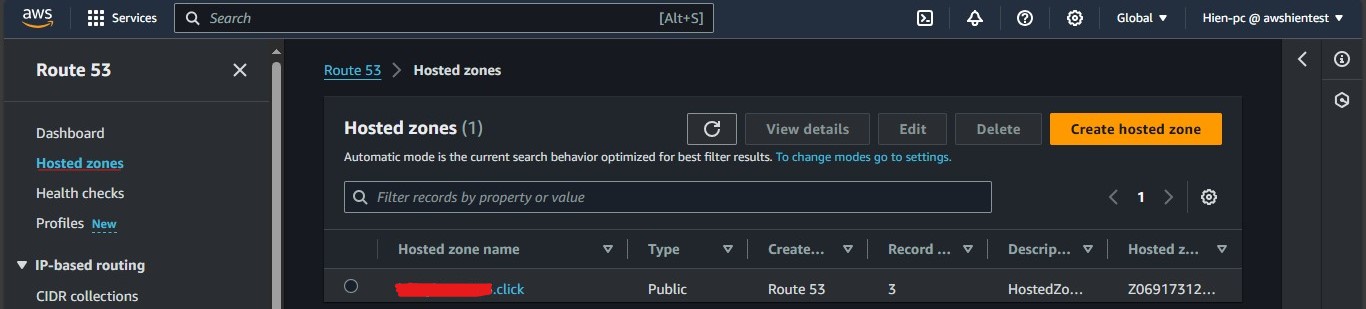 aws Services Search [Alt+S] Global Hien-pc @ awshientest
Route 53
Dashboard
Hosted zones
Health checks
Profiles New
IP-based routing
CIDR collections
Route 53 Hosted zones
Hosted zones (1) View details Edit Delete Create hosted zone
Automatic mode is the current search behavior optimized for best filter results. To change modes go to settings.
Filter records by property or value 1
Hosted zone name Type Create... Record ... Descrip... Hosted z...
.click Public Route 53 3 HostedZo... Z06917312...